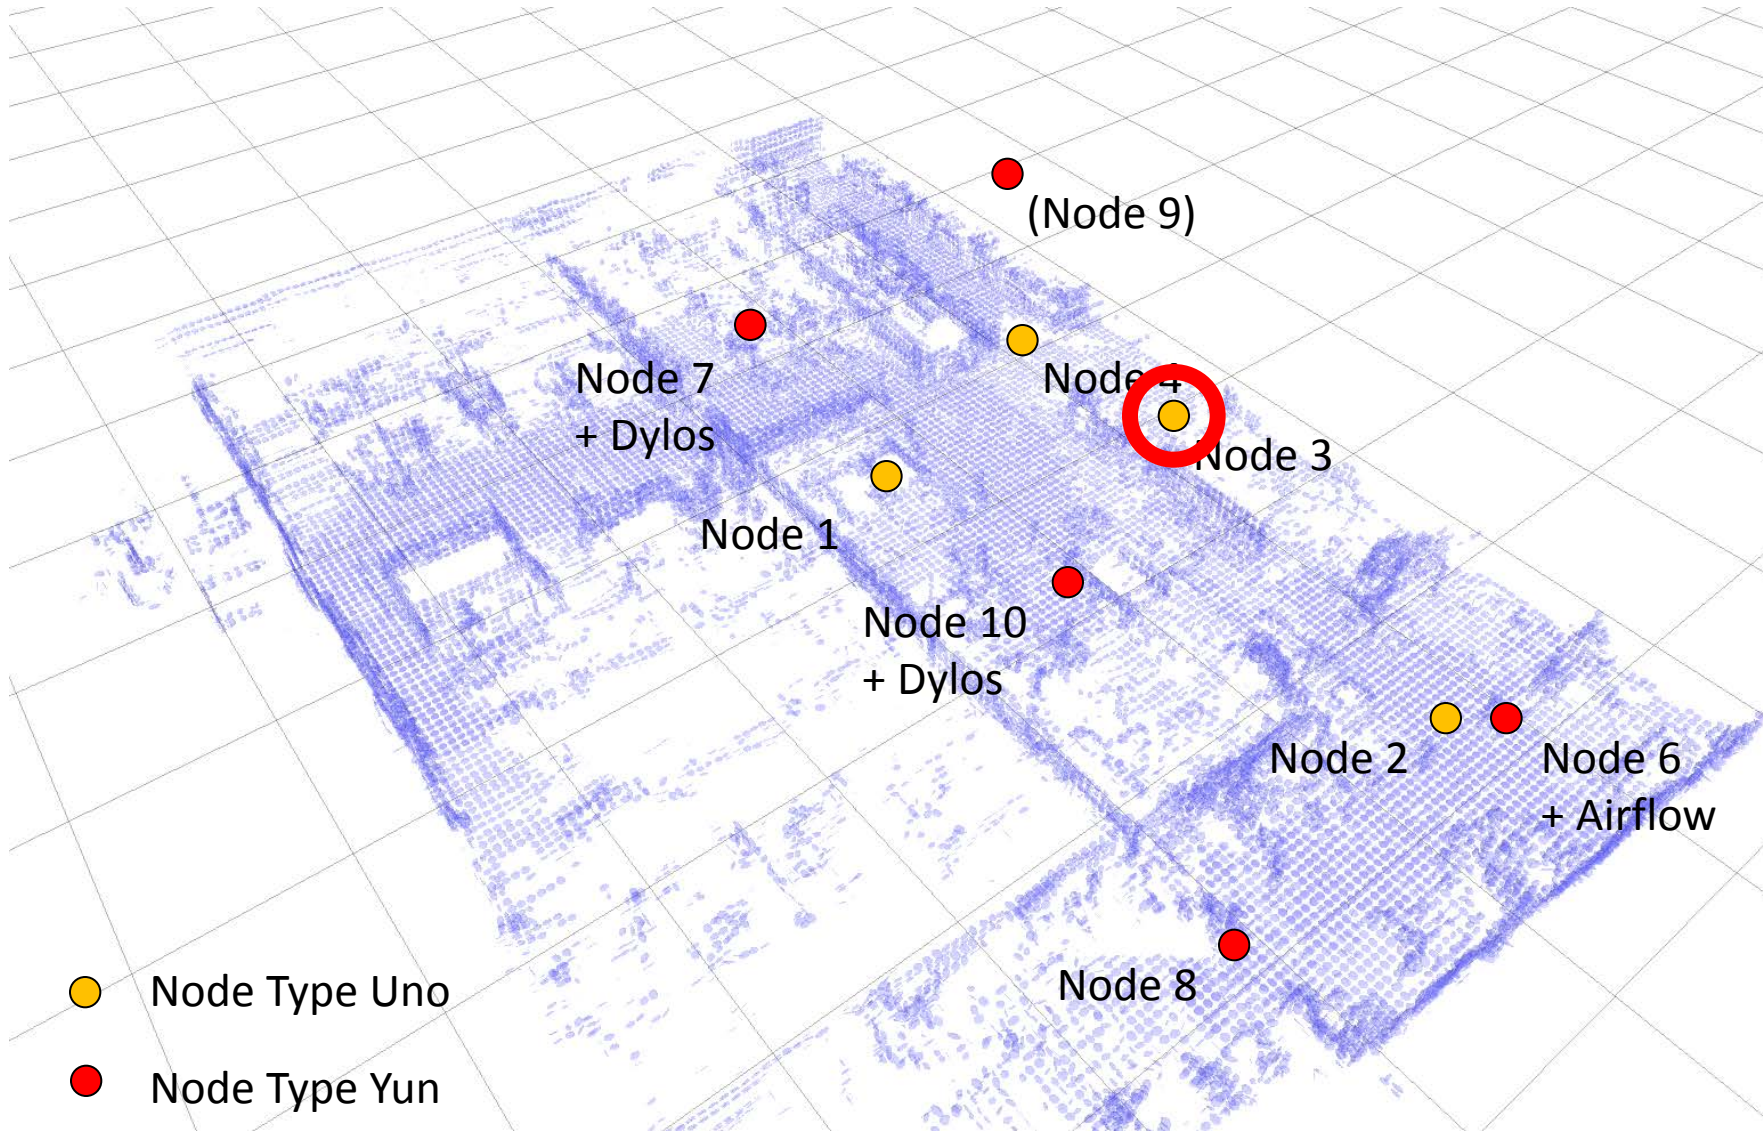 (Node 9)
Node 7
+ Dylos
Node 4
Node 3
Node 1
Node 10
+ Dylos
Node 2
Node 6
+ Airflow
Node 8
Node Type Uno
Node Type Yun